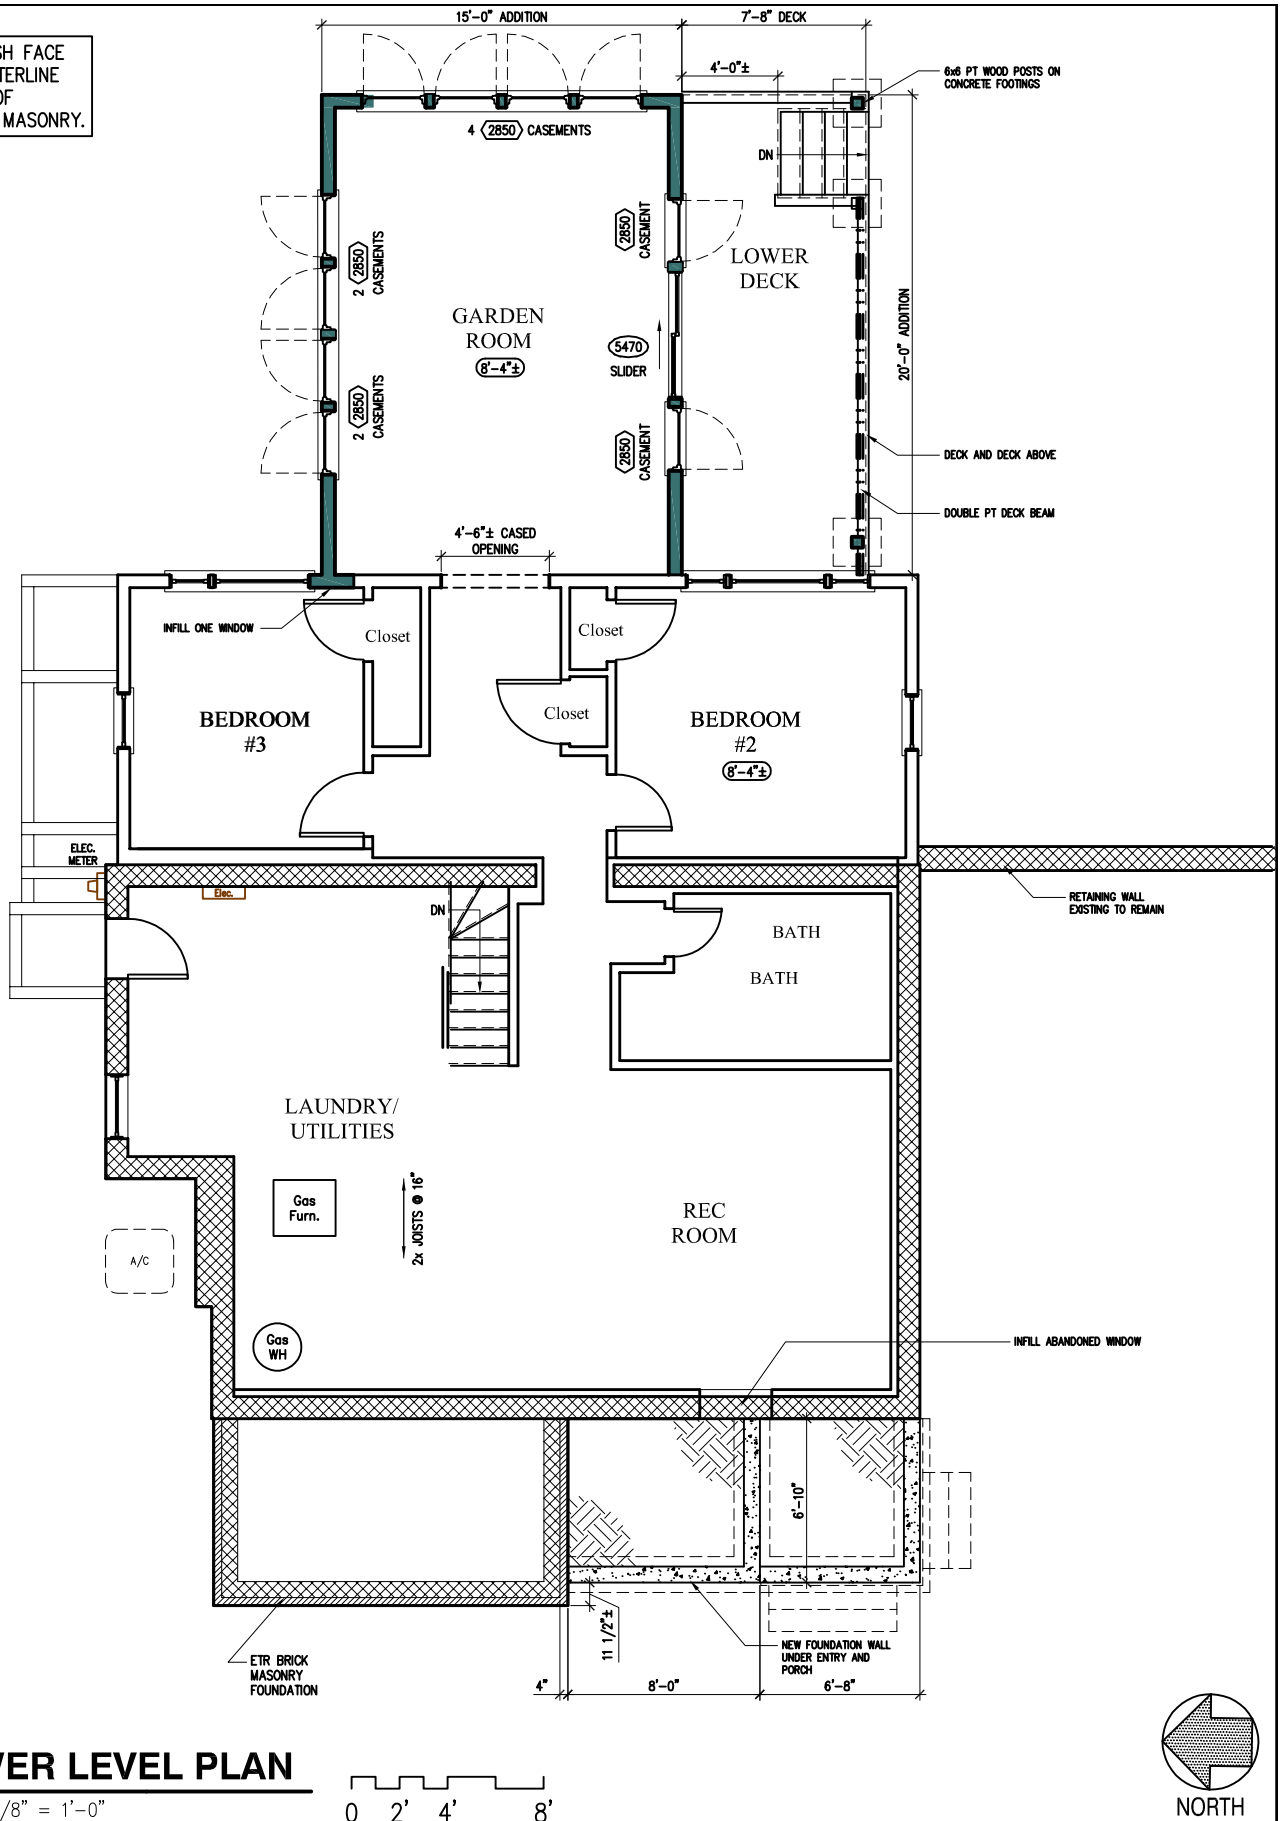 15'-0" ADDITION
7'-8" DECK
SH FACE
TERLINE
OF
MASONRY.
4'-0"±
6x6 PT WOOD POSTS ON
CONCRETE FOOTINGS
4 2850 CASEMENTS
DN
2850
CASEMENT
2 2850
CASEMENTS
LOWER
DECK
GARDEN
ROOM
8'-4"±
5470
SLIDER
20'-0" ADDITION
2 2850
CASEMENTS
2850
CASEMENT
DECK AND DECK ABOVE
DOUBLE PT DECK BEAM
4'-6"± CASED
OPENING
INFILL ONE WINDOW
Closet
Closet
Closet
BEDROOM
#3
BEDROOM
#2
8'-4"±
ELEC.
METER
Elec.
DN
RETAINING WALL
EXISTING TO REMAIN
BATH
BATH
LAUNDRY/
UTILITIES
Gas
Furn.
2x JOISTS @ 16"
REC
ROOM
A/C
Gas
WH
INFILL ABANDONED WINDOW
6'-10"
11 1/2"±
ETR BRICK
MASONRY
FOUNDATION
NEW FOUNDATION WALL
UNDER ENTRY AND
PORCH
4"
8'-0"
6'-8"
VER LEVEL PLAN
/8" = 1'-0"
0 2' 4' 8'
NORTH